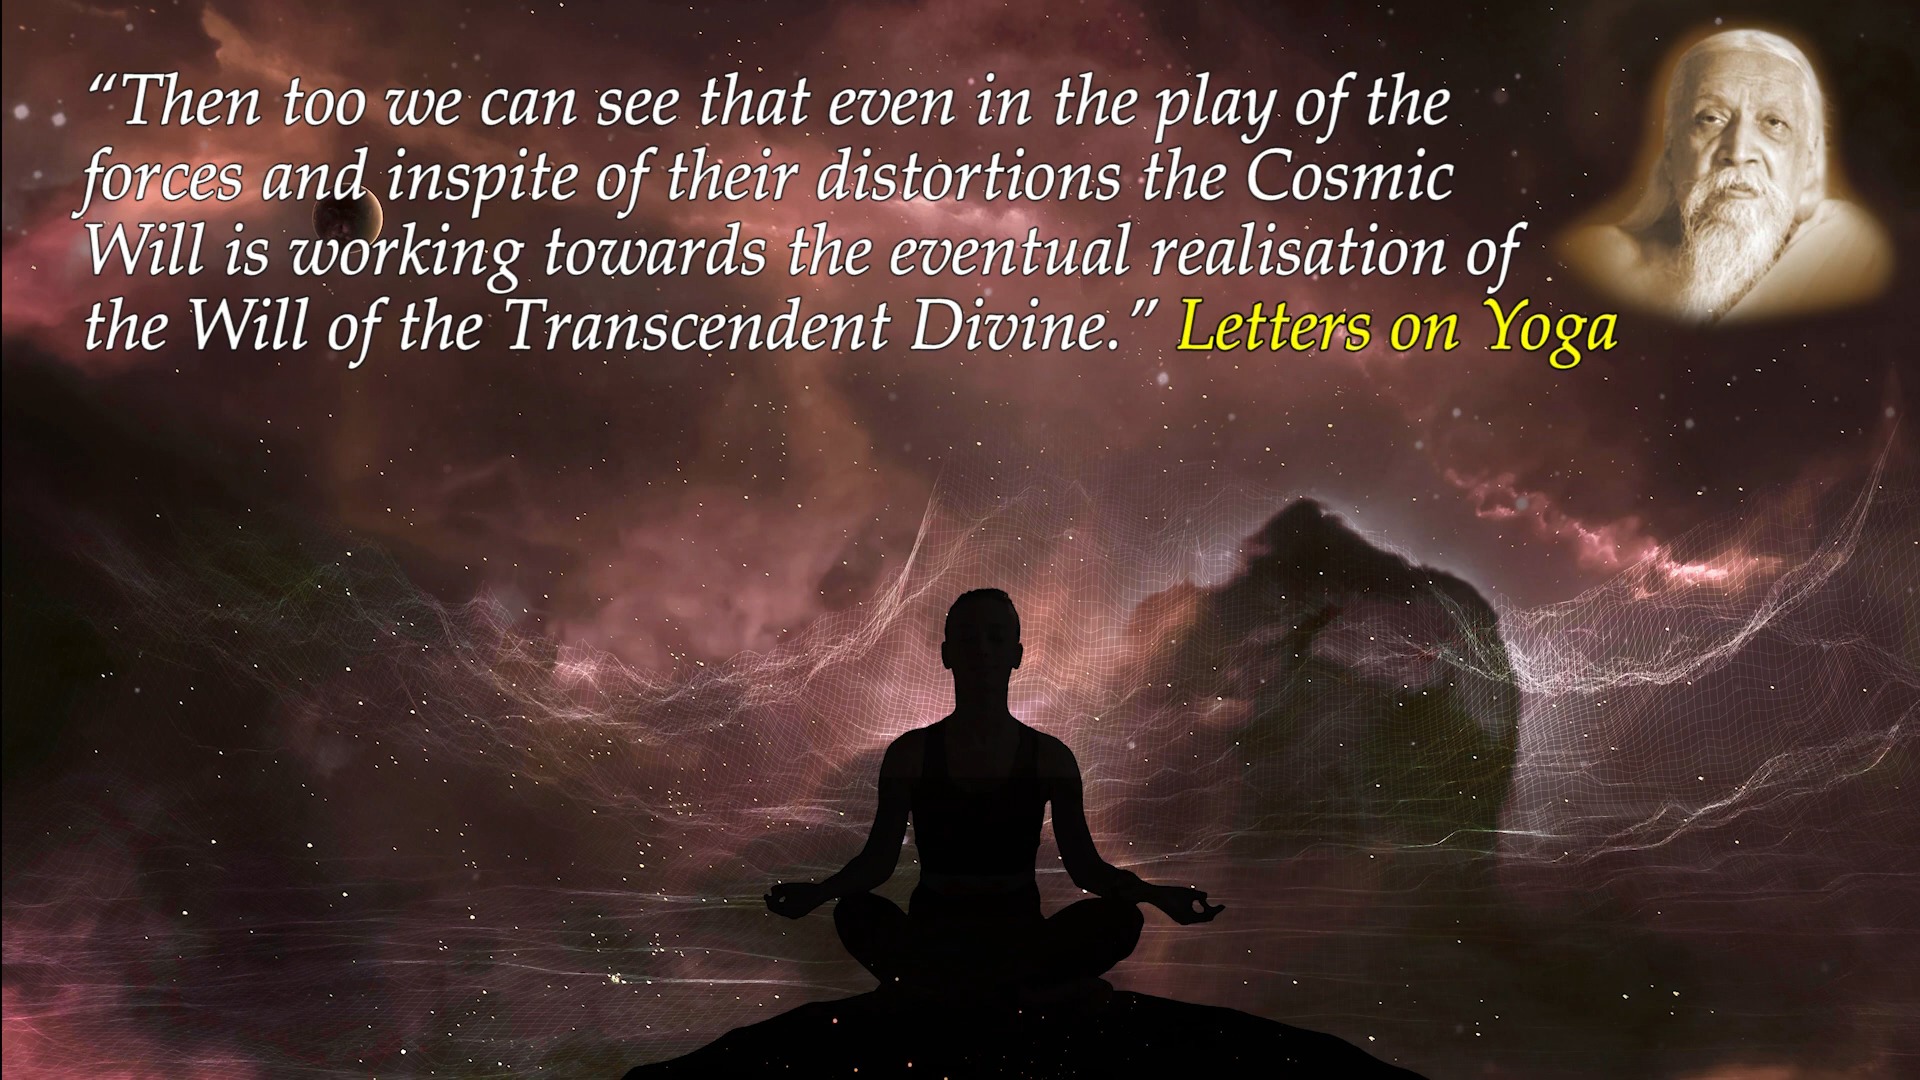 “Then too we can see that even in the play of the
forces and inspite of their distortions the Cosmic
Will is working towards the eventual realisation of
the Will of the Transcendent Divine.” Letters on Yoga